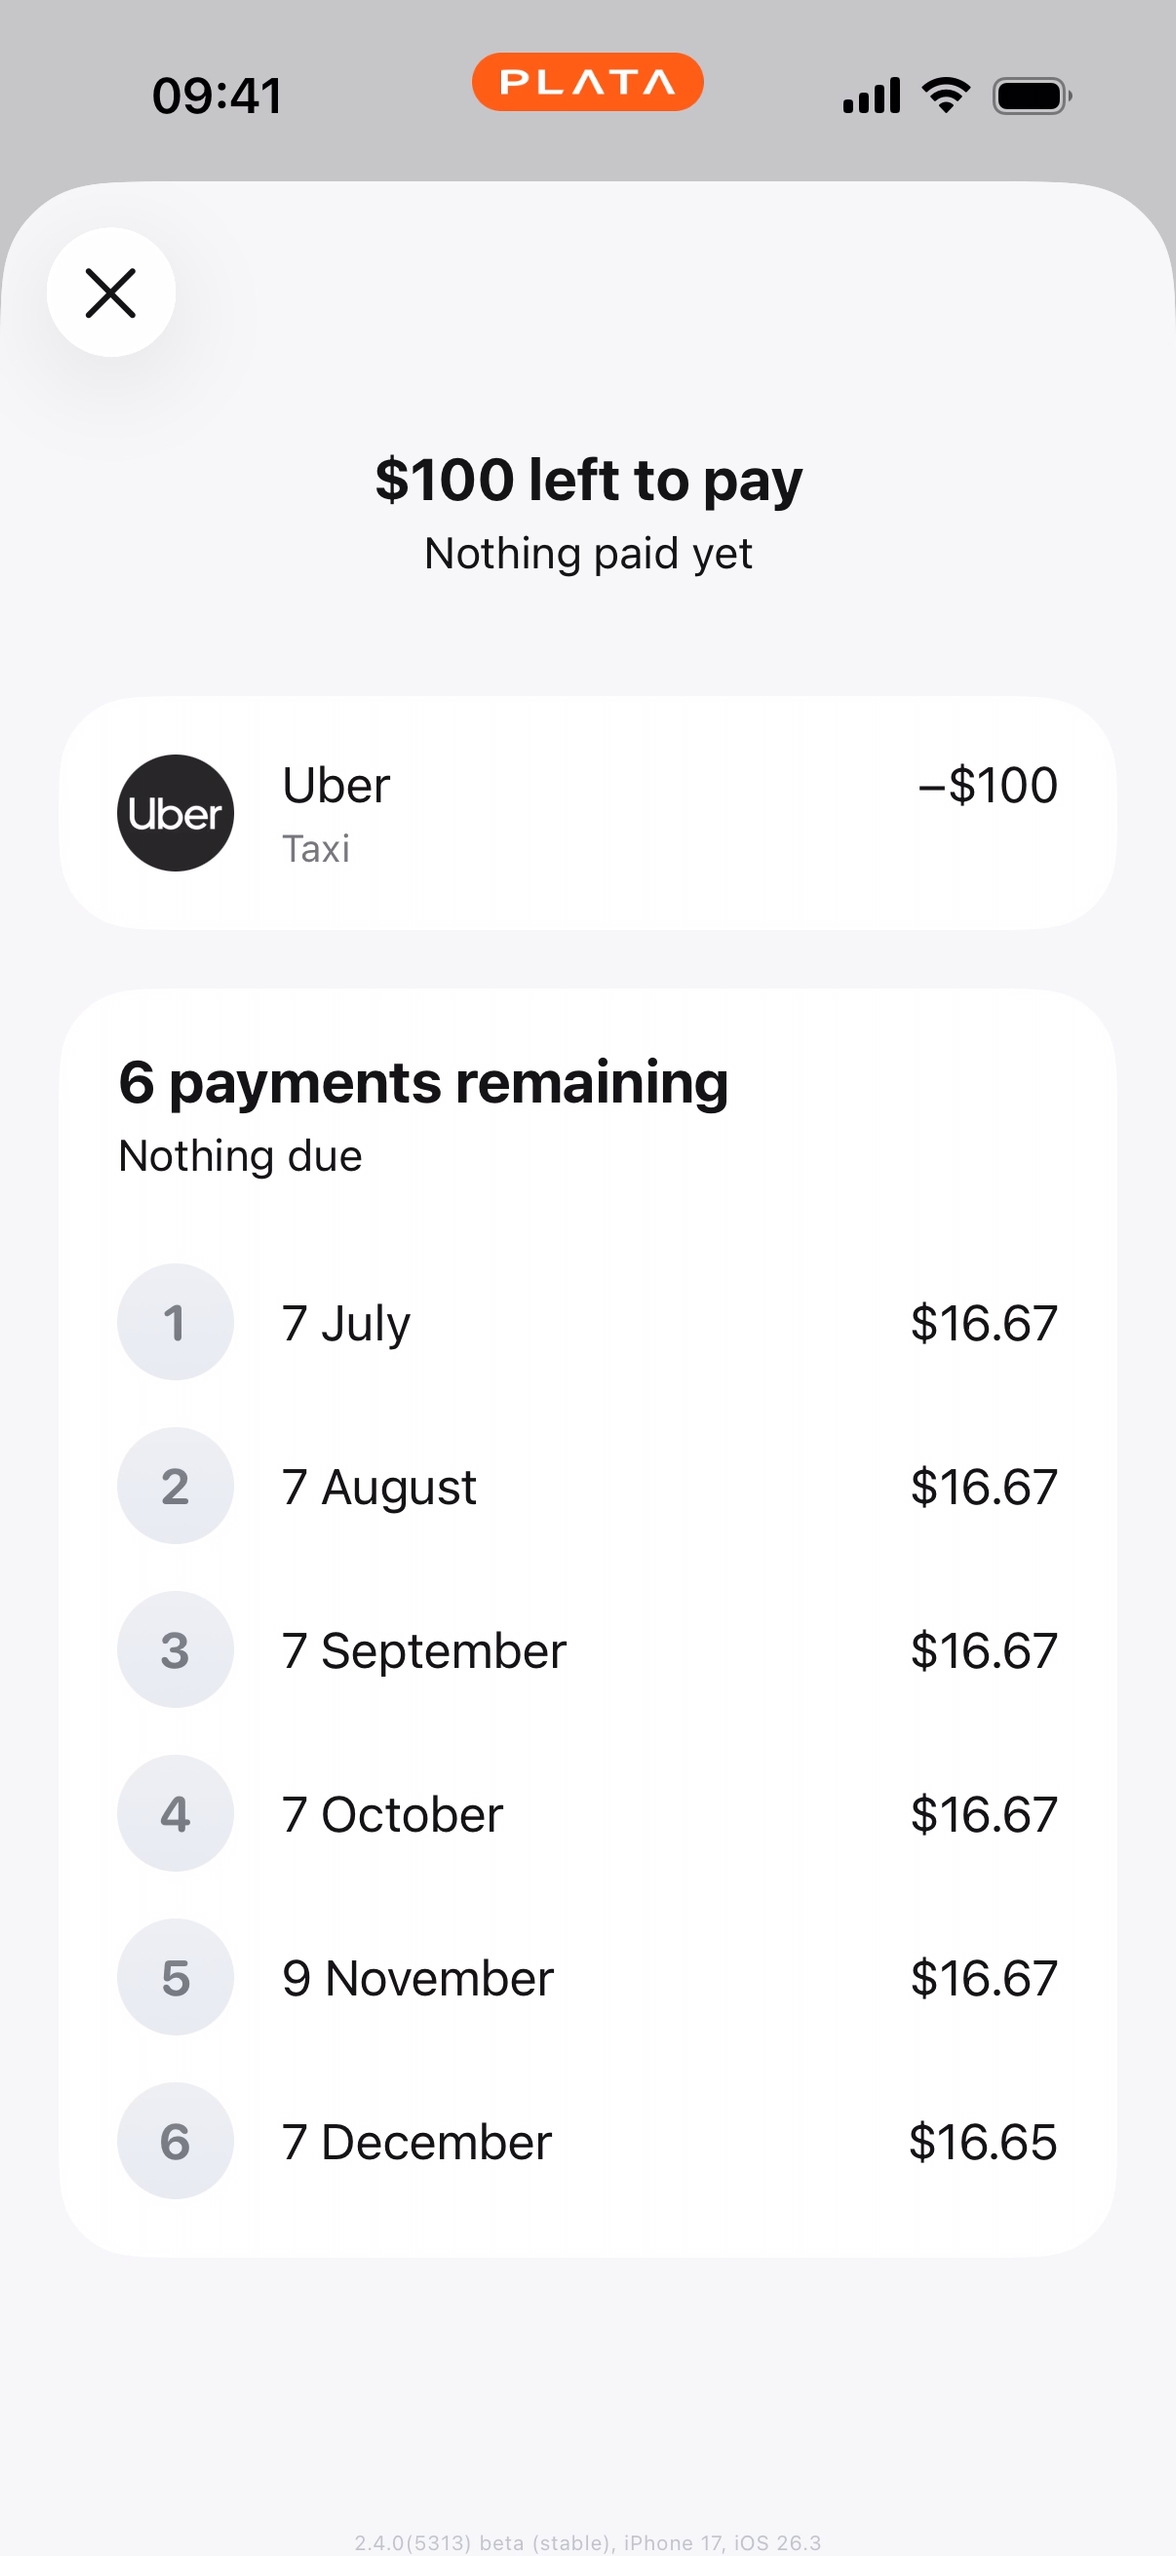 09:41
PLATA
$100 left to pay
Nothing paid yet
Uber
Uber
–$100
Taxi
6 payments remaining
Nothing due
1
7 July
$16.67
2
7 August
$16.67
3
7 September
$16.67
4
7 October
$16.67
5
9 November
$16.67
6
7 December
$16.65
2.4.0(5313) beta (stable), iPhone 17, iOS 26.3